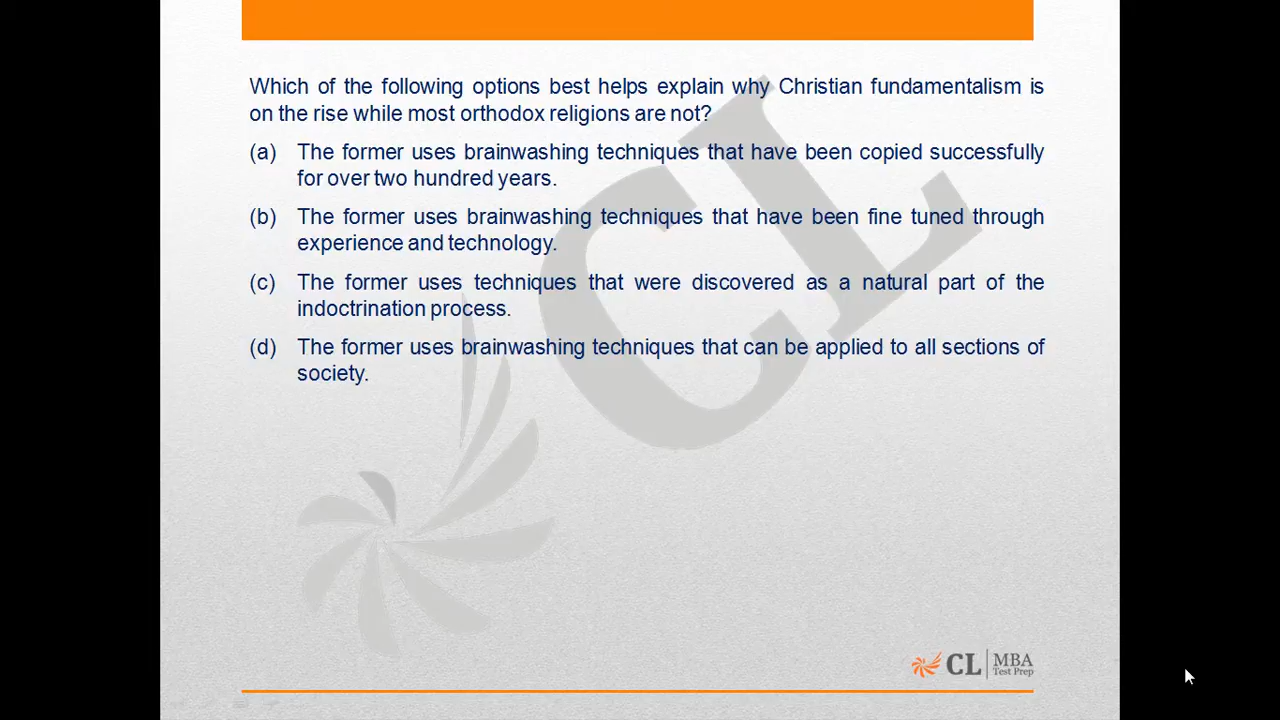 Which of the following options best helps explain why Christian fundamentalism is
on the rise while most orthodox religions are not?
(a) The former uses brainwashing techniques that have been copied successfully
for over two hundred years.
(b) The former uses brainwashing techniques that have been fine tuned through
experience and technology.
(c) The former uses techniques that were discovered as a natural part of the
indoctrination process.
(d) The former uses brainwashing techniques that can be applied to all sections of
society.
CL
CL MBA
Test Prep